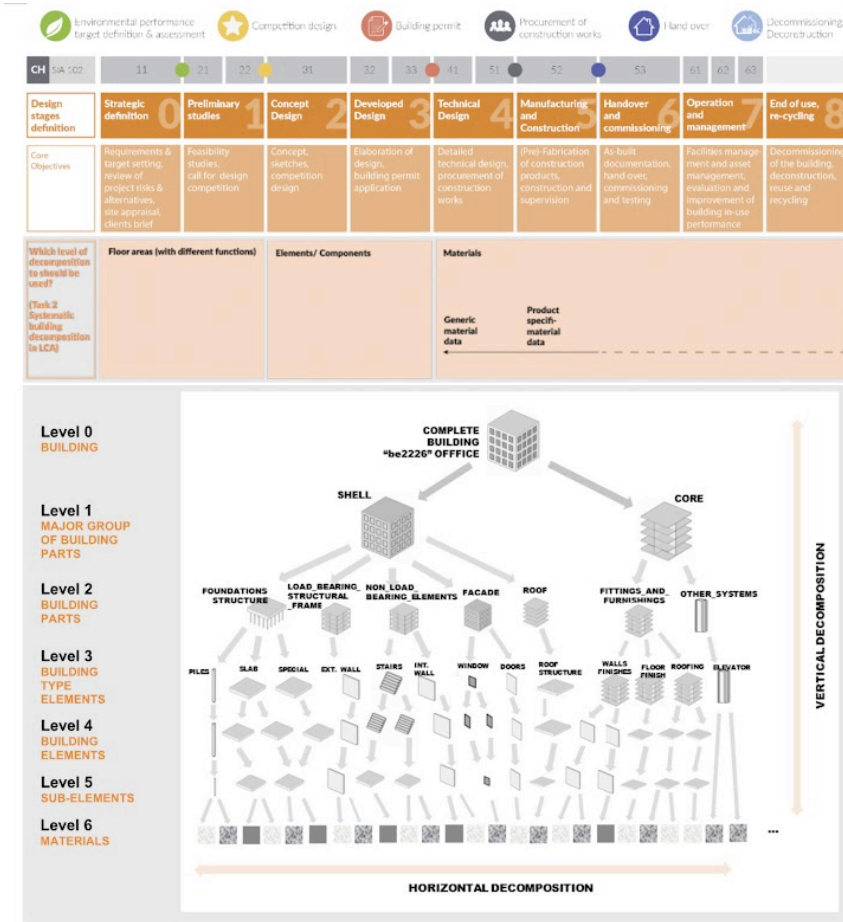 Environmental performance
target definition & assessment
Competition design
Building permit
Procurement of
construction works
Hand over
Decommissioning
Deconstruction
CH SIA 102 11 21 22 31 32 33 41 51 52 53 61 62 63
Design
stages
definition
Strategic
definition 0
Preliminary
studies 1
Concept
Design 2
Developed
Design 3
Technical
Design 4
Manufacturing
and
Construction 5
Handover
and
commissioning 6
Operation
and
management 7
End of use,
re-cycling 8
Core
Objectives
Requirements &
target setting,
review of
project risks &
alternatives,
site appraisal,
clients brief
Feasibility
studies,
call for design
competition
Concept,
sketches,
competition
design
Elaboration of
design,
building permit
application
Detailed
technical design,
procurement of
construction
works
(Pre)-Fabrication
of construction
products,
construction and
supervision
As-built
documentation,
hand over,
commissioning
and testing
Facilities manage-
ment and asset
management,
evaluation and
improvement of
building in-use
performance
Decommissioning
of the building,
deconstruction,
reuse and
recycling
Which level of
decomposition
to should be
used?
(Task 2
Systematic
building
decomposition
in LCA)
Floor areas (with different functions)
Elements/ Components
Materials
Generic
material
data
Product
specifi-
material
data
Level 0
BUILDING
COMPLETE
BUILDING
"be2226" OFFFICE
Level 1
MAJOR GROUP
OF BUILDING
PARTS
SHELL
CORE
Level 2
BUILDING
PARTS
FOUNDATIONS
STRUCTURE
LOAD_BEARING_
STRUCTURAL
_FRAME
NON_LOAD_
BEARING_ELEMENTS
FACADE
ROOF
FITTINGS_AND_
FURNISHINGS
OTHER_SYSTEMS
Level 3
BUILDING
TYPE
ELEMENTS
PILES
SLAB
SPECIAL
EXT. WALL
STAIRS
INT.
WALL
WINDOW
DOORS
ROOF
STRUCTURE
WALLS
FINISHES
FLOOR
FINISH
ROOFING
ELEVATOR
Level 4
BUILDING
ELEMENTS
Level 5
SUB-ELEMENTS
Level 6
MATERIALS
...
VERTICAL DECOMPOSITION
HORIZONTAL DECOMPOSITION